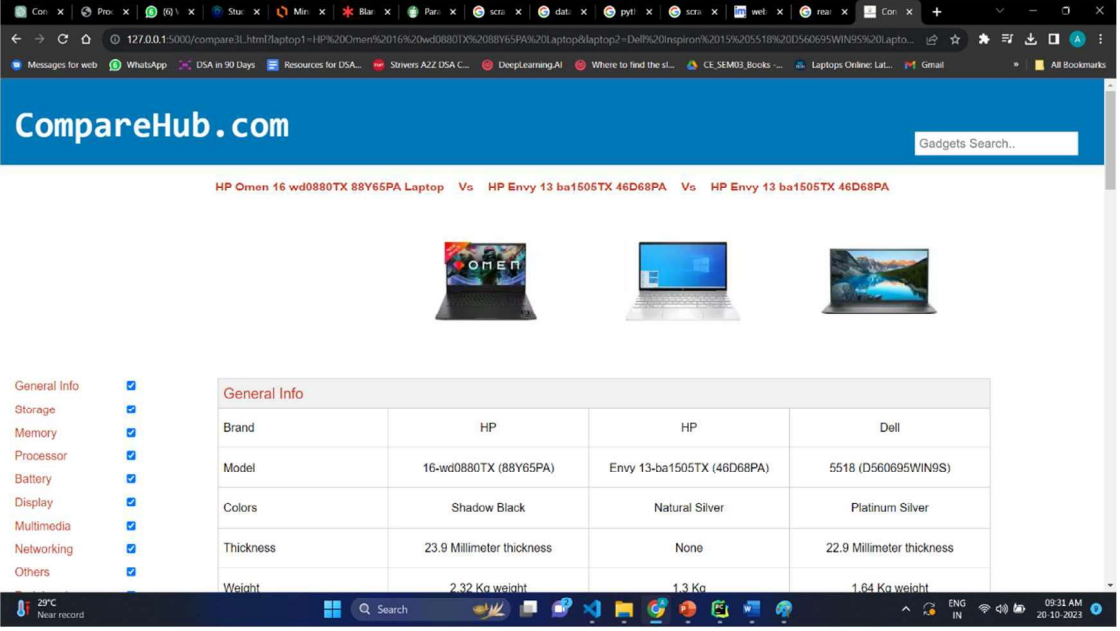 Con
Proc
(6) V
Stuc
Min
Blan
Para
scra
data
pyth
scra
web
rear
Con
127.0.0.1:5000/compare3L.html?laptop1=HP%20Omen%2016%20wd0880TX%2088Y65PA%20Laptop&laptop2=Dell%20Inspiron%2015%205518%20D560695WIN9S%20Lapto...
A
Messages for web
WhatsApp
DSA in 90 Days
Resources for DSA...
Strivers A2Z DSA C...
DeepLearning.AI
Where to find the sl...
CE_SEM03_Books -...
Laptops Online: Lat...
Gmail
»
All Bookmarks
CompareHub.com
Gadgets Search..
HP Omen 16 wd0880TX 88Y65PA Laptop Vs HP Envy 13 ba1505TX 46D68PA Vs HP Envy 13 ba1505TX 46D68PA
OMEN
General Info
Storage
Memory
Processor
Battery
Display
Multimedia
Networking
Others
General Info
Brand HP HP Dell
Model 16-wd0880TX (88Y65PA) Envy 13-ba1505TX (46D68PA) 5518 (D560695WIN9S)
Colors Shadow Black Natural Silver Platinum Silver
Thickness 23.9 Millimeter thickness None 22.9 Millimeter thickness
Weight 2.32 Kg weight 1.3 Kg 1.64 Kg weight
29°C
Near record
Search
ENG
IN
09:31 AM
20-10-2023